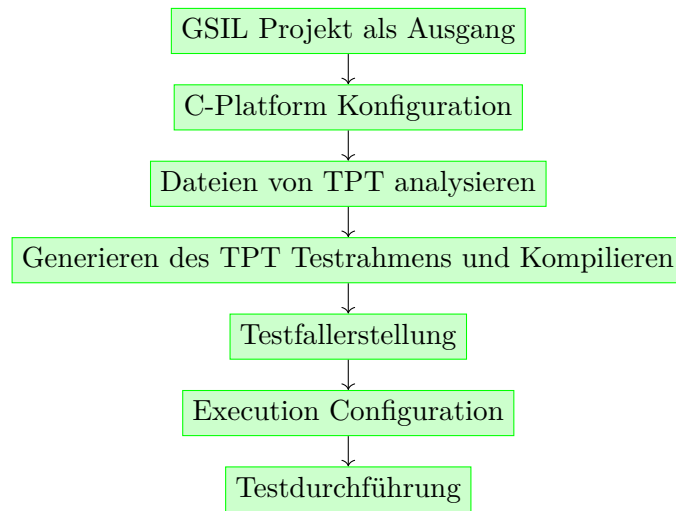 GSIL Projekt als Ausgang
C-Platform Konfiguration
Dateien von TPT analysieren
Generieren des TPT Testrahmens und Kompilieren
Testfallerstellung
Execution Configuration
Testdurchführung